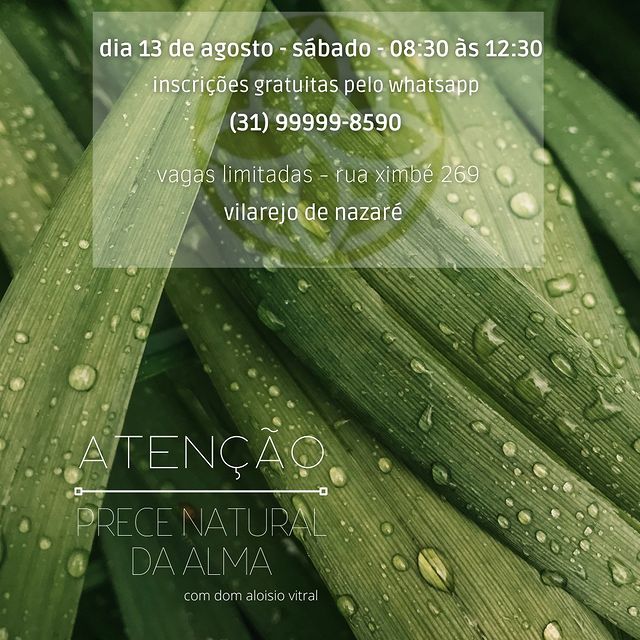 dia 13 de agosto - sábado - 08:30 às 12:30
inscrições gratuitas pelo whatsapp
(31) 99999-8590
vagas limitadas - rua ximbé 269
vilarejo de nazaré
ATENÇÃO
PRECE NATURAL
DA ALMA
com dom aloisio vitral